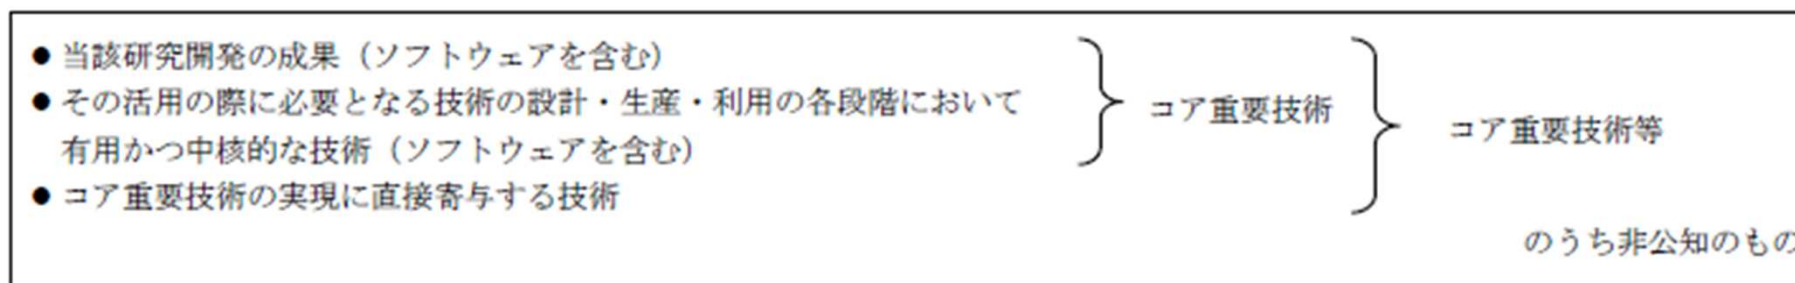 ● 当該研究開発の成果（ソフトウェアを含む）
● その活用の際に必要となる技術の設計・生産・利用の各段階において
有用かつ中核的な技術（ソフトウェアを含む）
● コア重要技術の実現に直接寄与する技術
コア重要技術
コア重要技術等
のうち非公知のもの